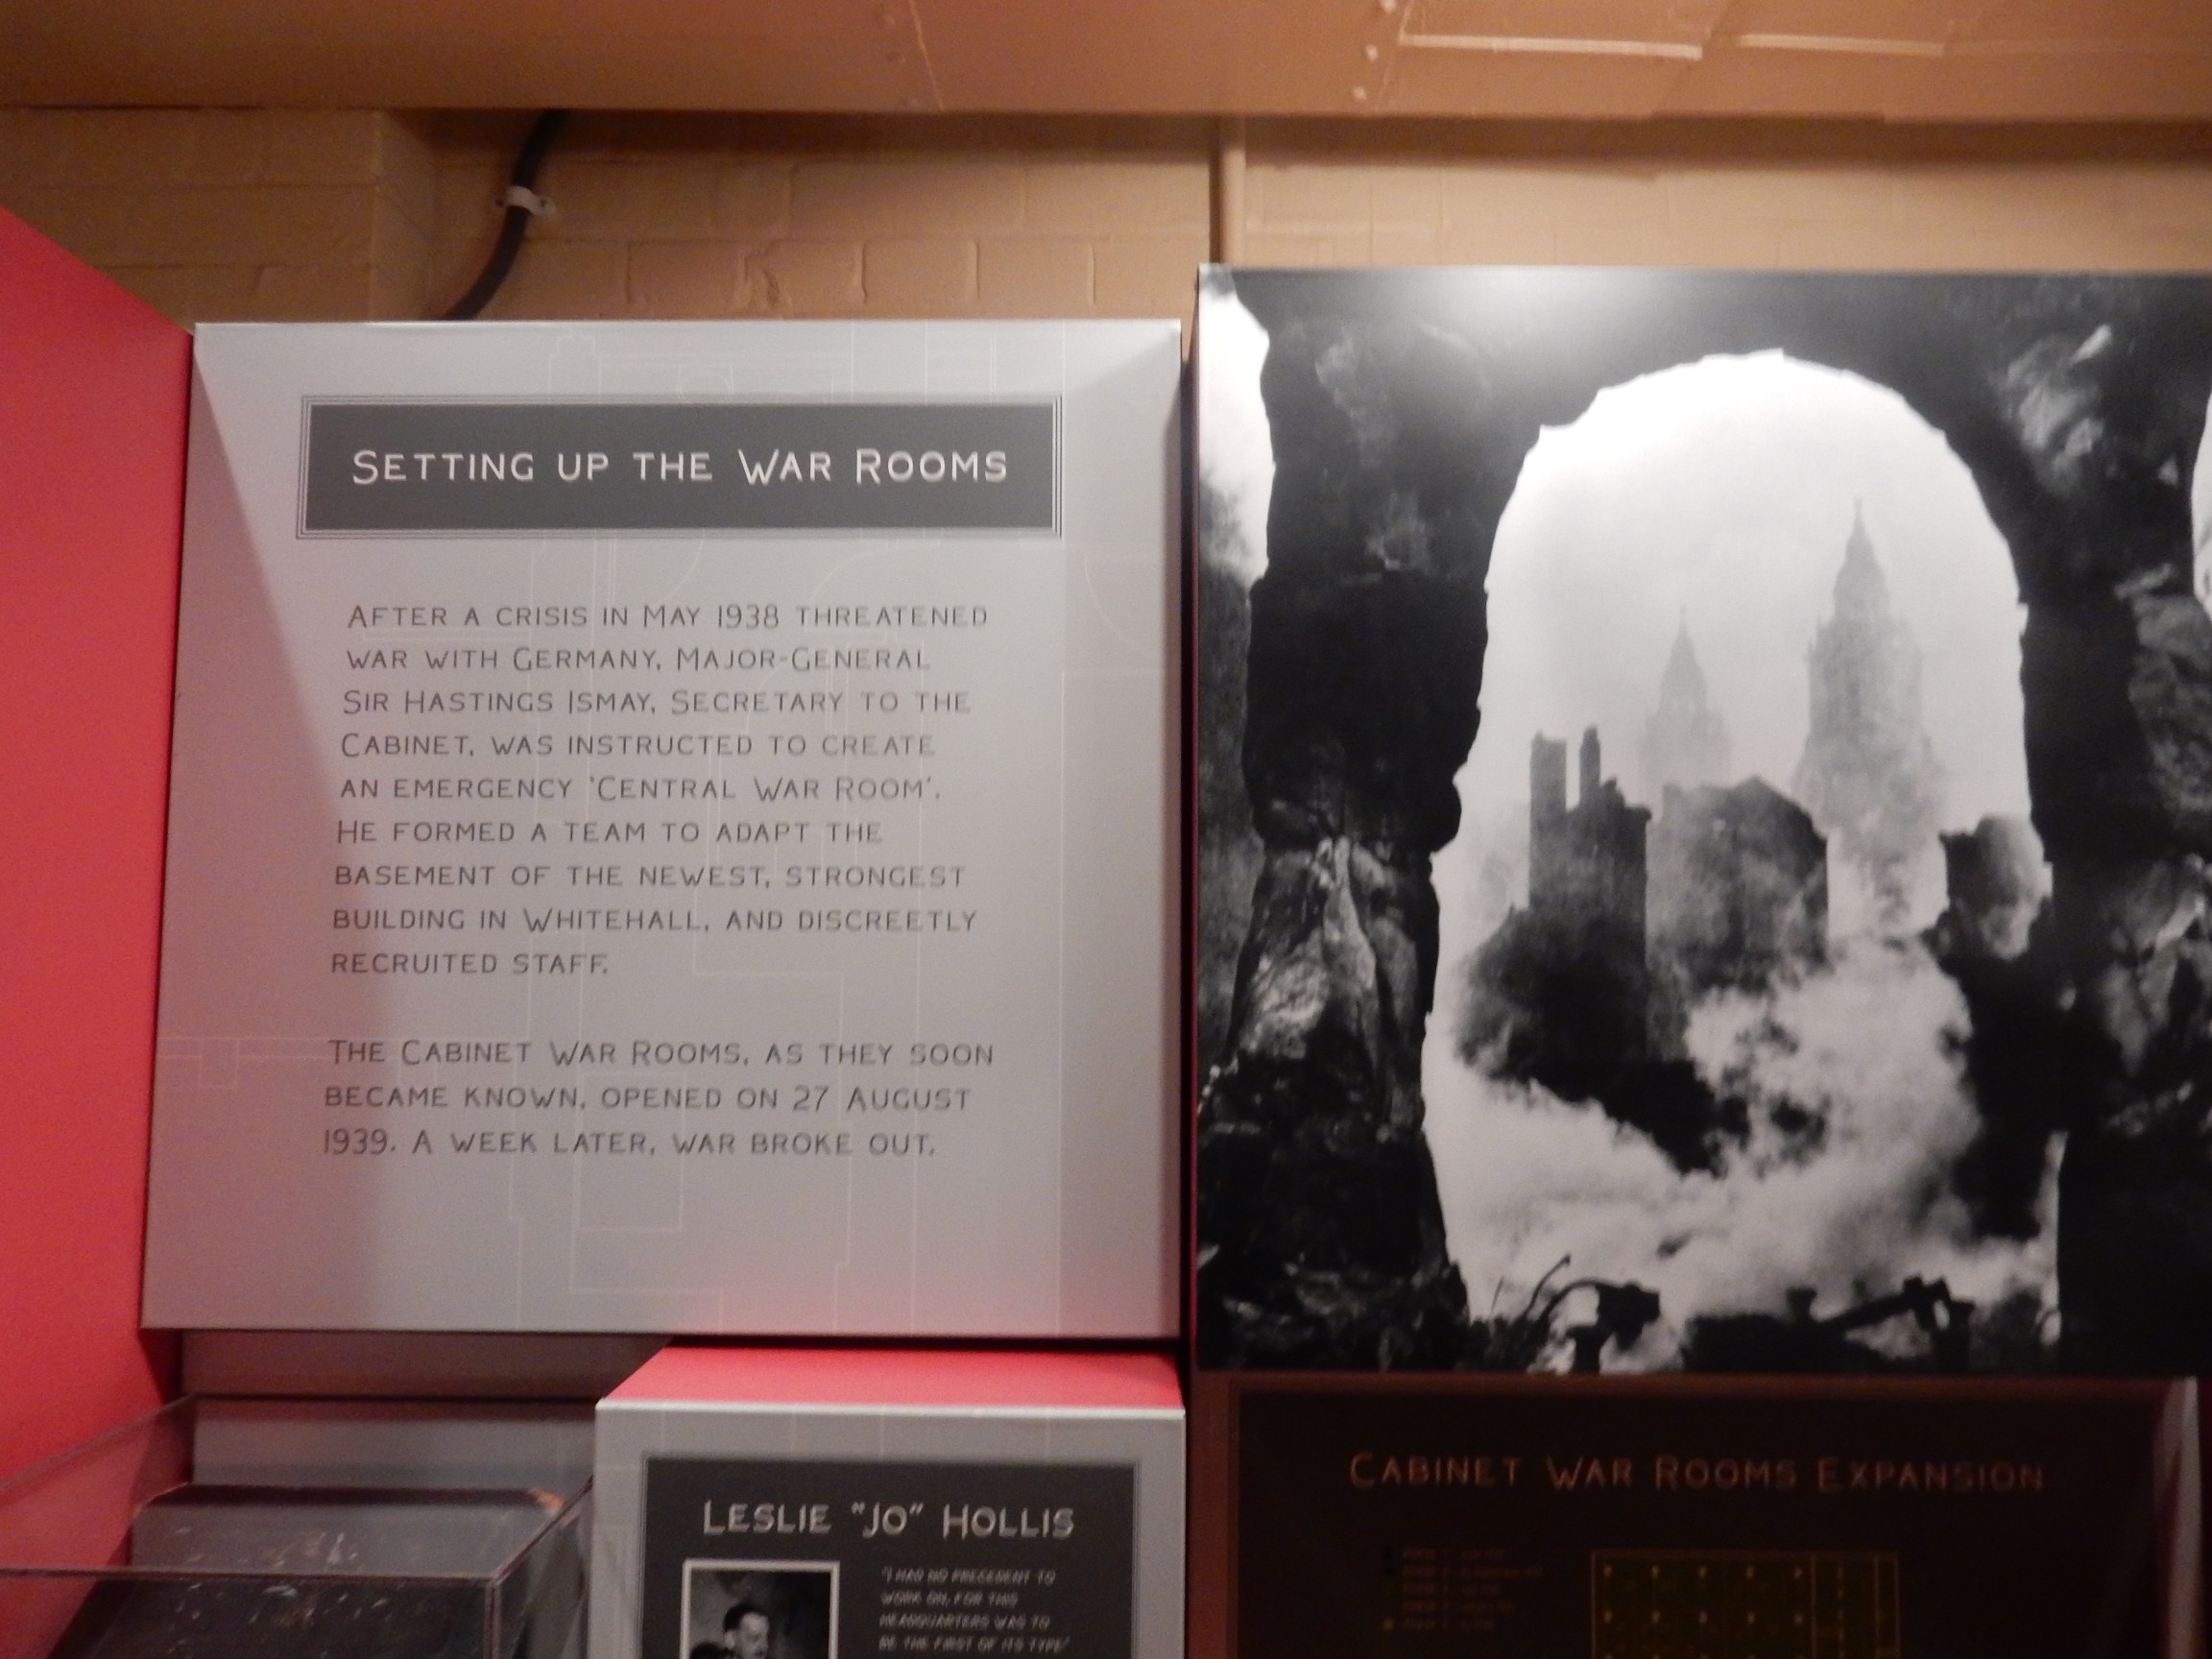 SETTING UP THE WAR ROOMS
AFTER A CRISIS IN MAY 1938 THREATENED
WAR WITH GERMANY, MAJOR-GENERAL
SIR HASTINGS ISMAY, SECRETARY TO THE
CABINET, WAS INSTRUCTED TO CREATE
AN EMERGENCY 'CENTRAL WAR ROOM'.
HE FORMED A TEAM TO ADAPT THE
BASEMENT OF THE NEWEST, STRONGEST
BUILDING IN WHITEHALL, AND DISCREETLY
RECRUITED STAFF.
THE CABINET WAR ROOMS, AS THEY SOON
BECAME KNOWN, OPENED ON 27 AUGUST
1939. A WEEK LATER, WAR BROKE OUT.
LESLIE "JO" HOLLIS
"I HAD NO PRECEDENT TO
WORK ON, FOR THIS
HEADQUARTERS WAS TO
BE THE FIRST OF ITS TYPE"
CABINET WAR ROOMS EXPANSION